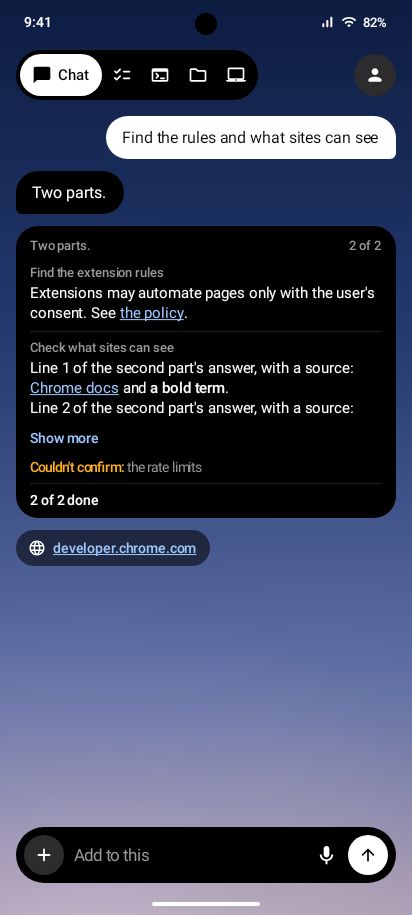 9:41
82%
Chat
Find the rules and what sites can see
Two parts.
Two parts.
2 of 2
Find the extension rules
Extensions may automate pages only with the user's
consent. See the policy.
Check what sites can see
Line 1 of the second part's answer, with a source:
Chrome docs and a bold term.
Line 2 of the second part's answer, with a source:
Show more
Couldn't confirm: the rate limits
2 of 2 done
developer.chrome.com
Add to this